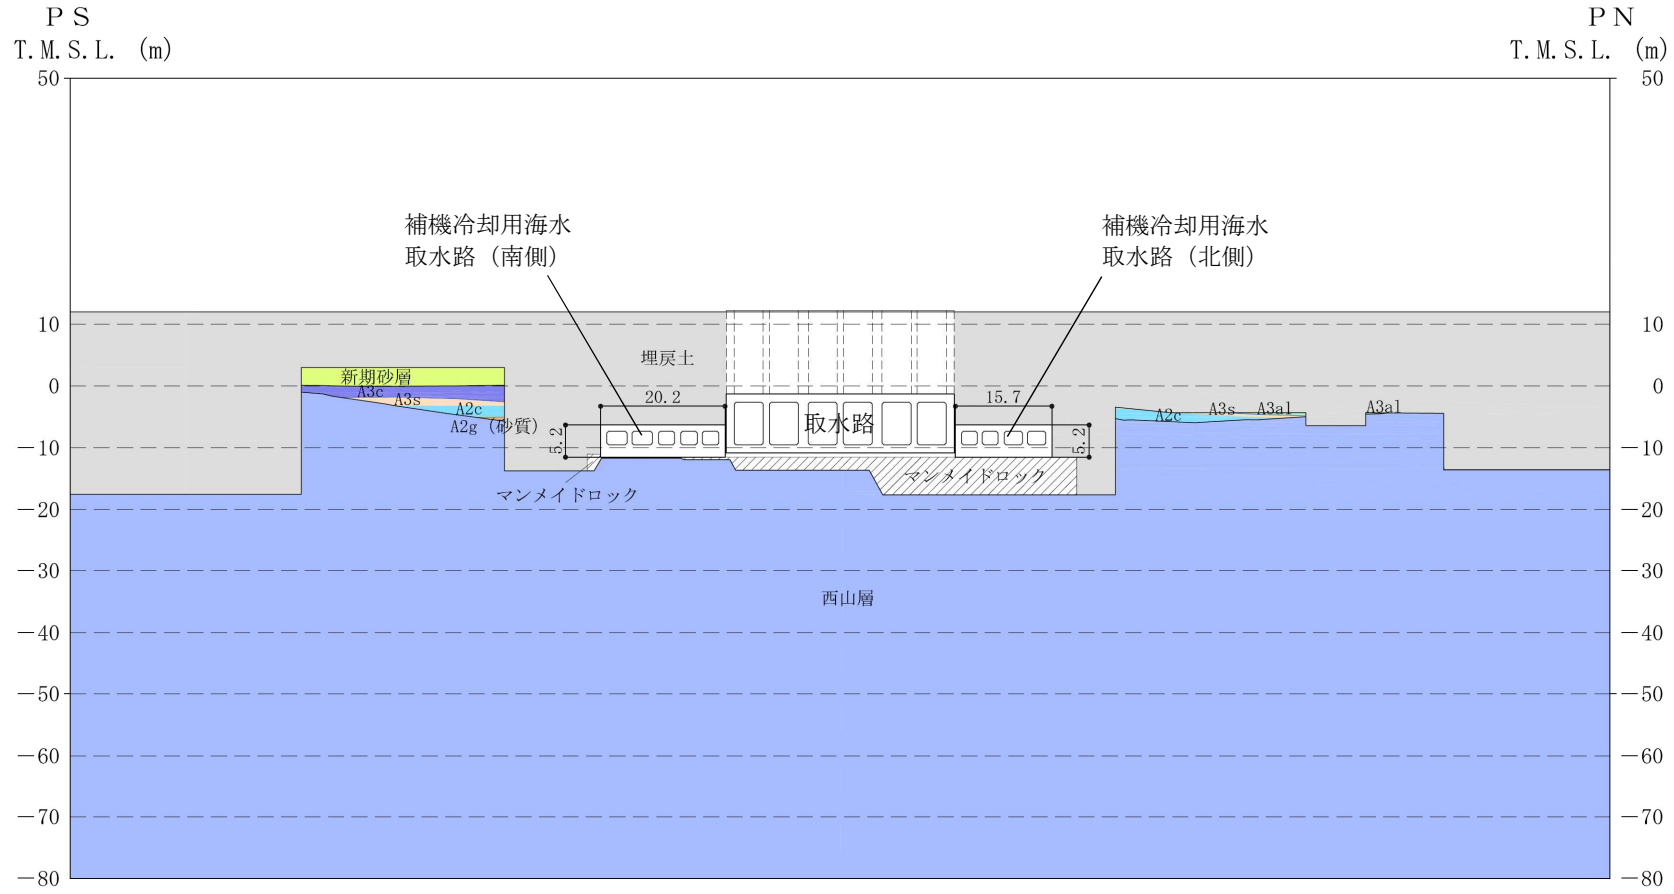 ＰＳ
ＰＮ
T.M.S.L. (m)
T.M.S.L. (m)
50
50
補機冷却用海水
取水路（南側）
補機冷却用海水
取水路（北側）
10
10
埋戻土
新期砂層
0
0
A3c
A3s
A2c
A2g（砂質）
20.2
15.7
5.2
5.2
取水路
A2c
A3s
A3al
A3al
－10
－10
マンメイドロック
マンメイドロック
－20
－20
－30
－30
西山層
－40
－40
－50
－50
－60
－60
－70
－70
－80
－80